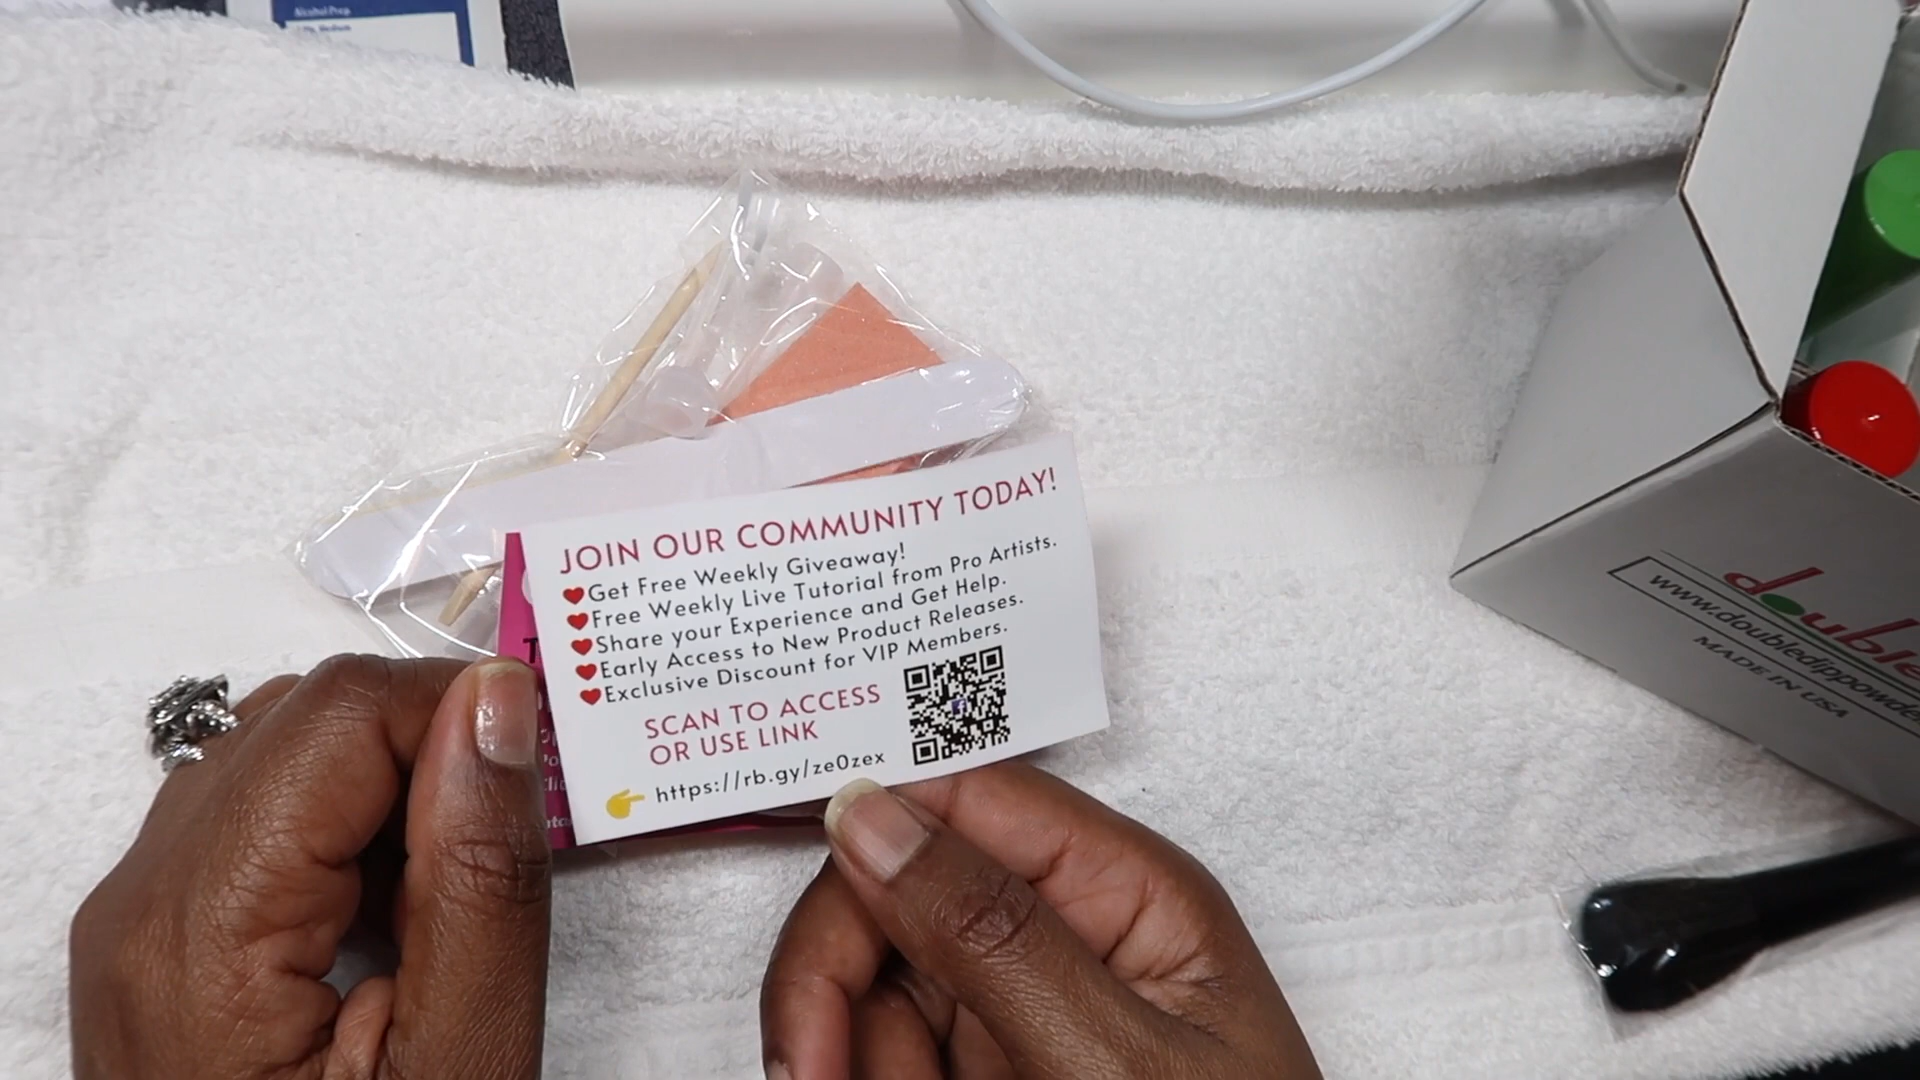 Alcohol Prep
JOIN OUR COMMUNITY TODAY!
Get Free Weekly Giveaway!
Free Weekly Live Tutorial from Pro Artists.
Share your Experience and Get Help.
Early Access to New Product Releases.
Exclusive Discount for VIP Members.
SCAN TO ACCESS
OR USE LINK
https://rb.gy/ze0zex
double
www.doubledippowde
MADE IN USA